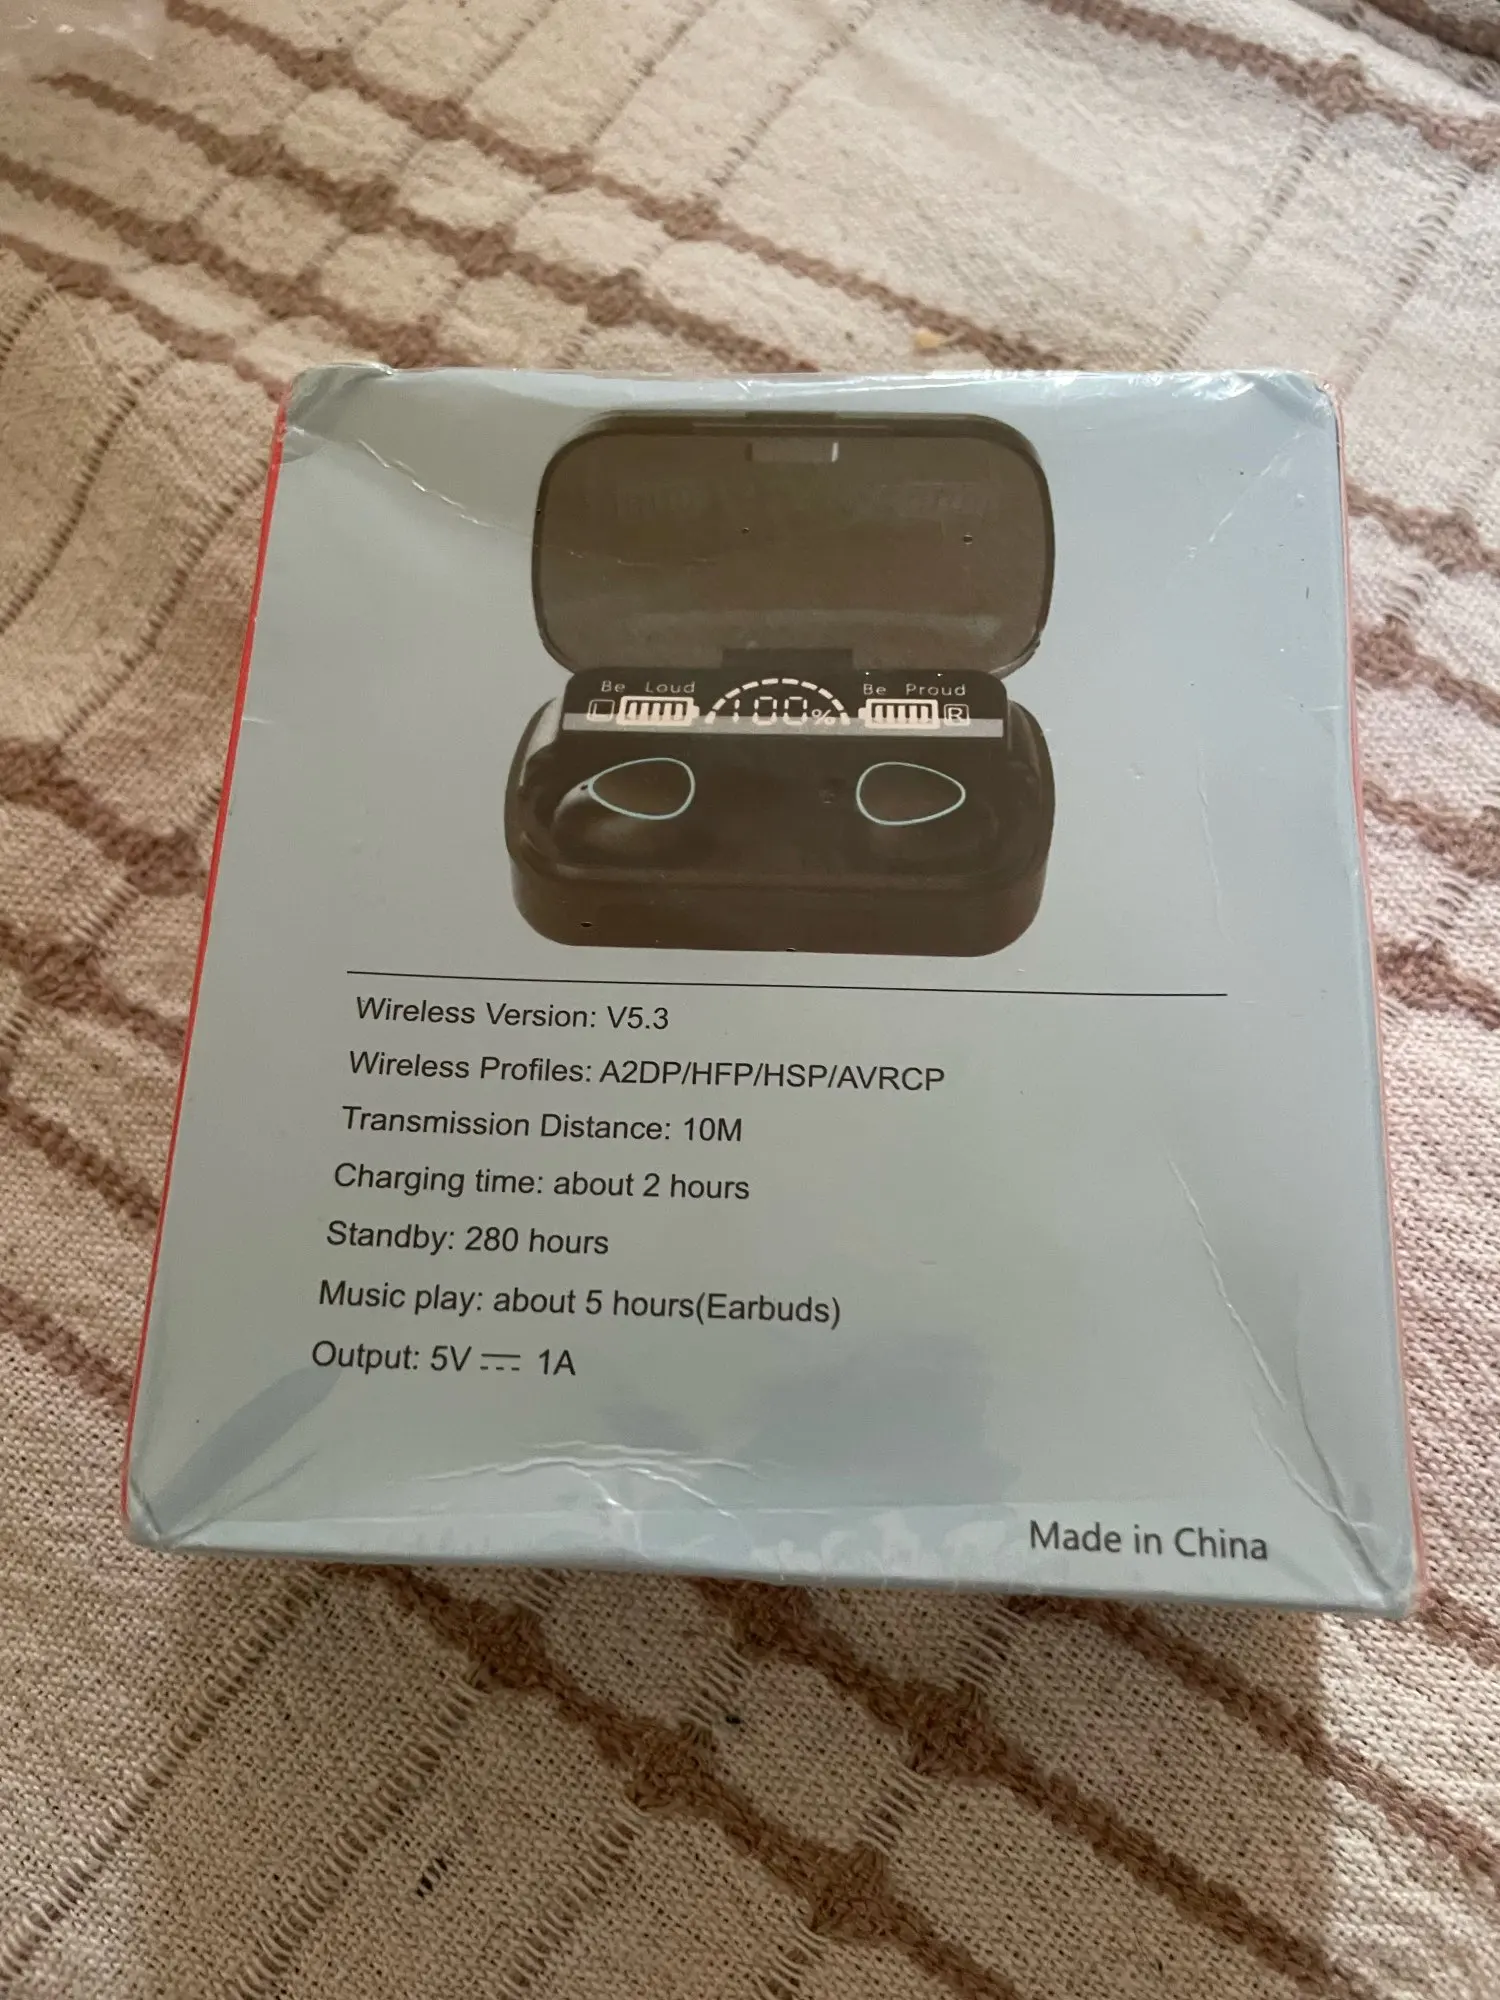 Be Loud
Be Proud
L
100%
R
Wireless Version: V5.3
Wireless Profiles: A2DP/HFP/HSP/AVRCP
Transmission Distance: 10M
Charging time: about 2 hours
Standby: 280 hours
Music play: about 5 hours(Earbuds)
Output: 5V ⎓ 1A
Made in China